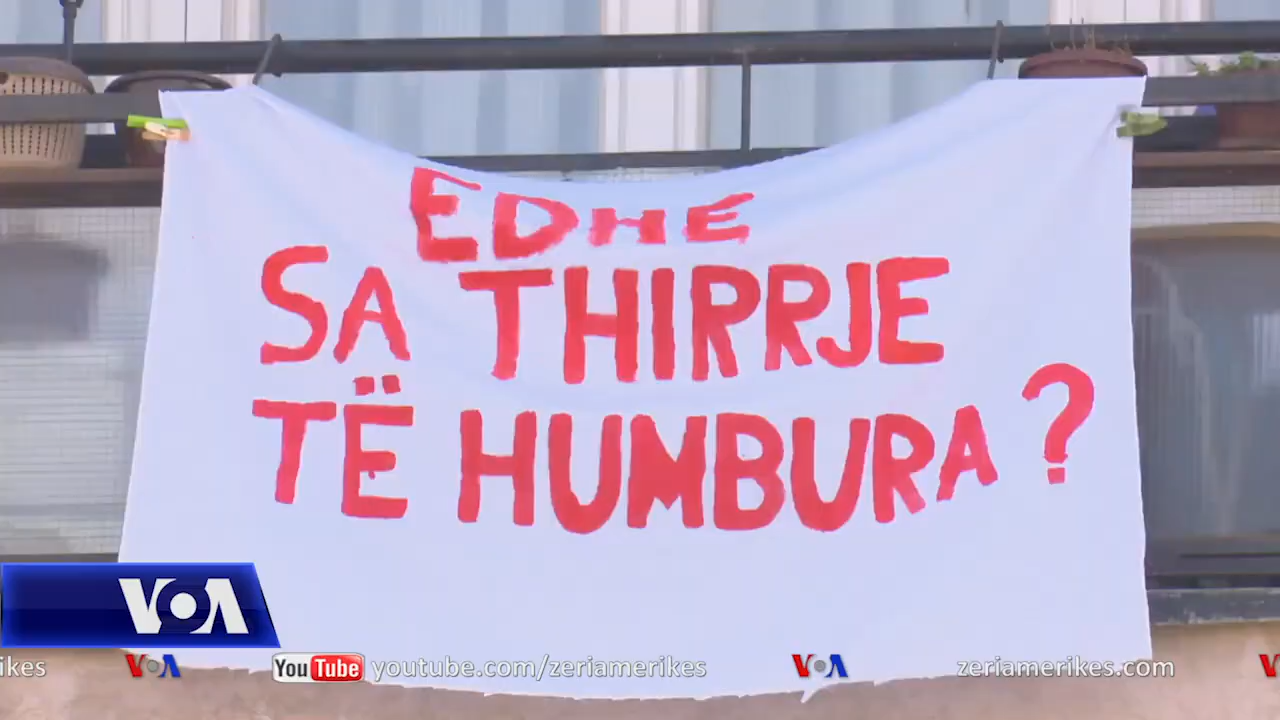 EDHE
SA THIRRJE
TË HUMBURA?
VOA
ikes VOA YouTube youtube.com/zeriamerikes VOA zeriamerikes.com